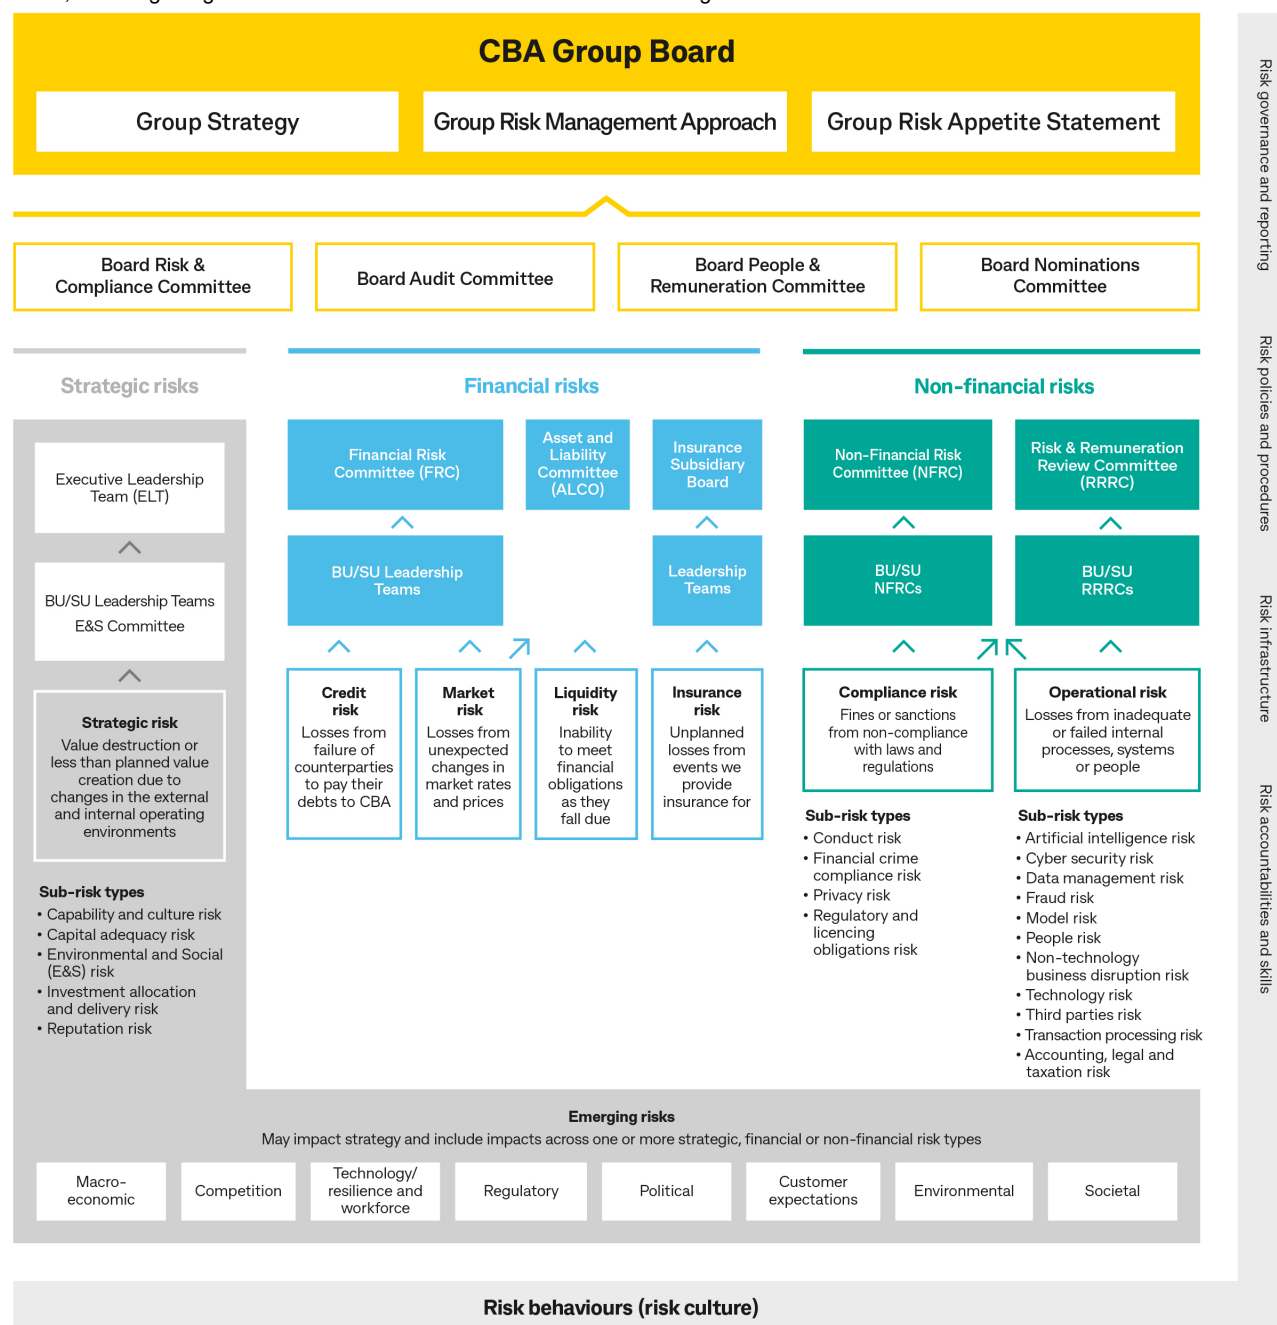 CBA Group Board
Group Strategy
Group Risk Management Approach
Group Risk Appetite Statement
Board Risk &
Compliance Committee
Board Audit Committee
Board People &
Remuneration Committee
Board Nominations
Committee
Strategic risks
Executive Leadership
Team (ELT)
BU/SU Leadership Teams
E&S Committee
Strategic risk
Value destruction or
less than planned value
creation due to
changes in the external
and internal operating
environments
Sub-risk types
• Capability and culture risk
• Capital adequacy risk
• Environmental and Social
(E&S) risk
• Investment allocation
and delivery risk
• Reputation risk
Financial risks
Financial Risk
Committee (FRC)
Asset and
Liability
Committee
(ALCO)
Insurance
Subsidiary
Board
BU/SU Leadership
Teams
Leadership
Teams
Credit
risk
Losses from
failure of
counterparties
to pay their
debts to CBA
Market
risk
Losses from
unexpected
changes in
market rates
and prices
Liquidity
risk
Inability
to meet
financial
obligations
as they
fall due
Insurance
risk
Unplanned
losses from
events we
provide
insurance for
Non-financial risks
Non-Financial Risk
Committee (NFRC)
Risk & Remuneration
Review Committee
(RRRC)
BU/SU
NFRCs
BU/SU
RRRCs
Compliance risk
Fines or sanctions
from non-compliance
with laws and
regulations
Sub-risk types
• Conduct risk
• Financial crime
compliance risk
• Privacy risk
• Regulatory and
licencing
obligations risk
Operational risk
Losses from inadequate
or failed internal
processes, systems
or people
Sub-risk types
• Artificial intelligence risk
• Cyber security risk
• Data management risk
• Fraud risk
• Model risk
• People risk
• Non-technology
business disruption risk
• Technology risk
• Third parties risk
• Transaction processing risk
• Accounting, legal and
taxation risk
Emerging risks
May impact strategy and include impacts across one or more strategic, financial or non-financial risk types
Macro-
economic
Competition
Technology/
resilience and
workforce
Regulatory
Political
Customer
expectations
Environmental
Societal
Risk behaviours (risk culture)
Risk governance and reporting
Risk policies and procedures
Risk infrastructure
Risk accountabilities and skills